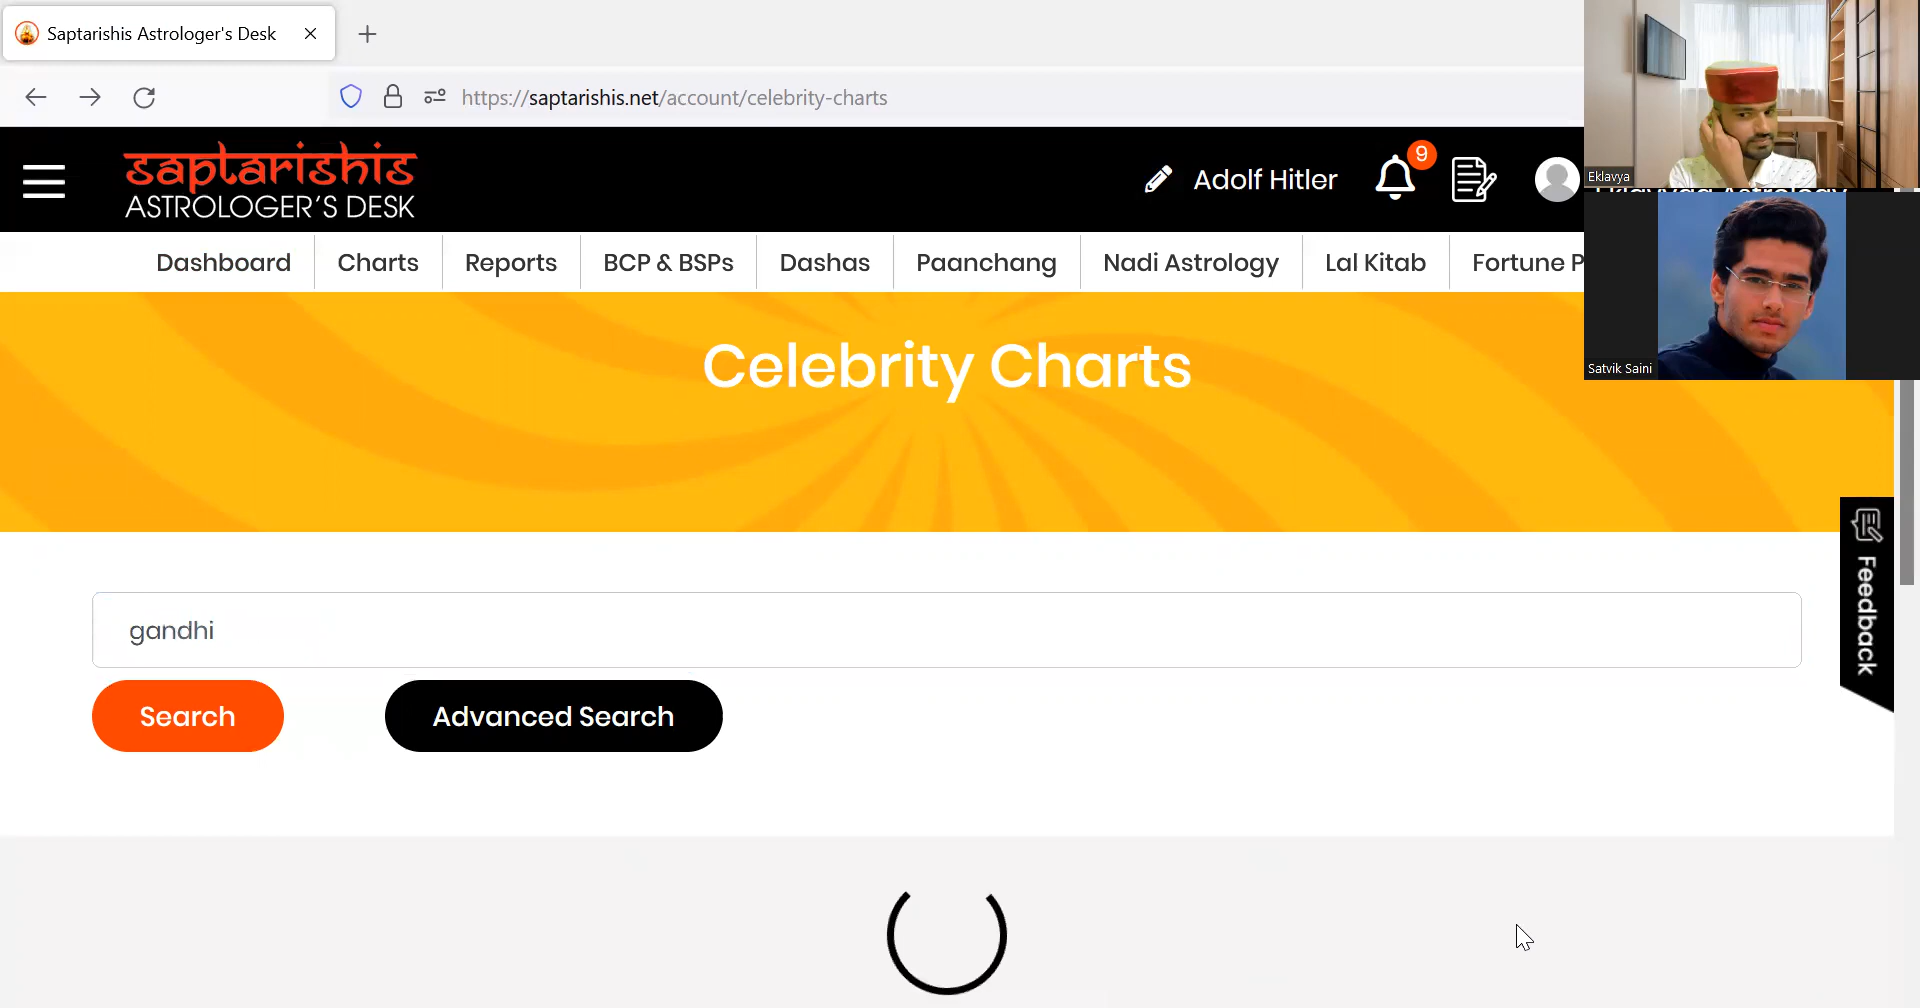 Saptarishis Astrologer's Desk
https://saptarishis.net/account/celebrity-charts
saptarishis
ASTROLOGER'S DESK
Adolf Hitler
9
Eklavya
Dashboard
Charts
Reports
BCP & BSPs
Dashas
Paanchang
Nadi Astrology
Lal Kitab
Fortune P
Satvik Saini
Celebrity Charts
gandhi
Search
Advanced Search
Feedback